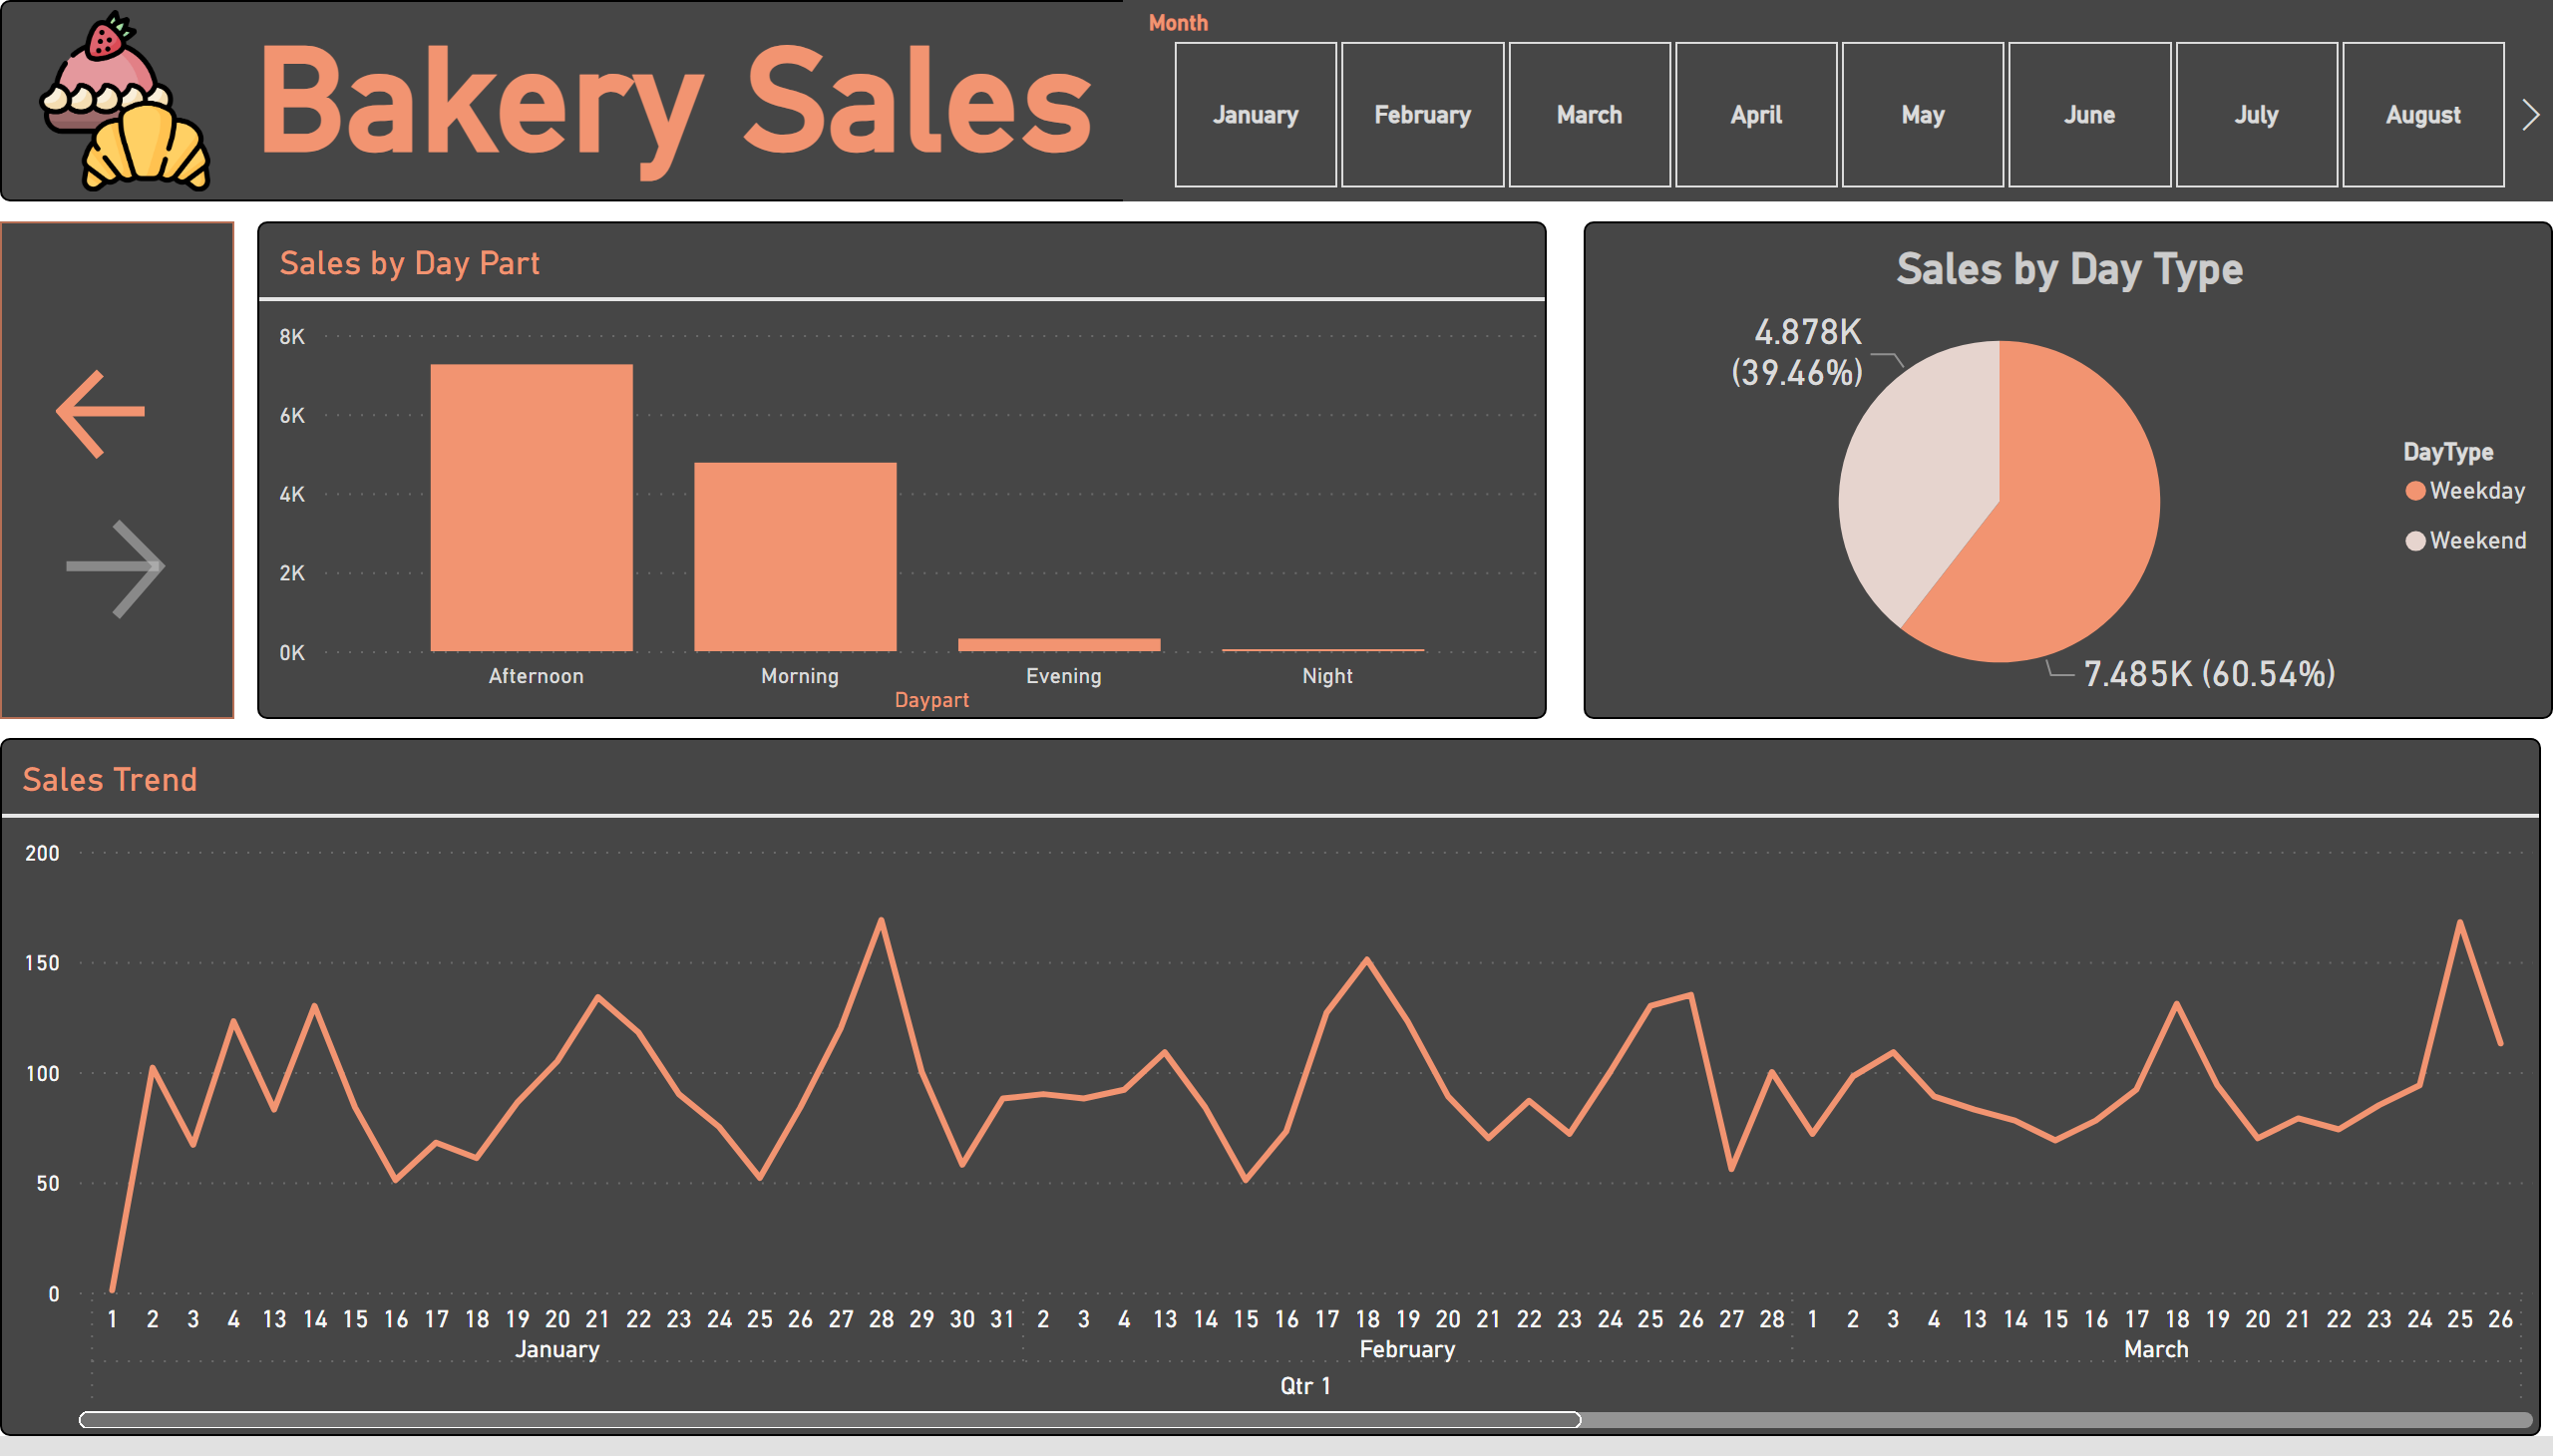 Bakery Sales
Month
January February March April May June July August
Sales by Day Part
8K
6K
4K
2K
0K
Afternoon Morning Evening Night
Daypart
Sales by Day Type
4.878K
(39.46%)
7.485K (60.54%)
DayType
Weekday
Weekend
Sales Trend
200
150
100
50
0
1 2 3 4 13 14 15 16 17 18 19 20 21 22 23 24 25 26 27 28 29 30 31 2 3 4 13 14 15 16 17 18 19 20 21 22 23 24 25 26 27 28 1 2 3 4 13 14 15 16 17 18 19 20 21 22 23 24 25 26
January February March
Qtr 1